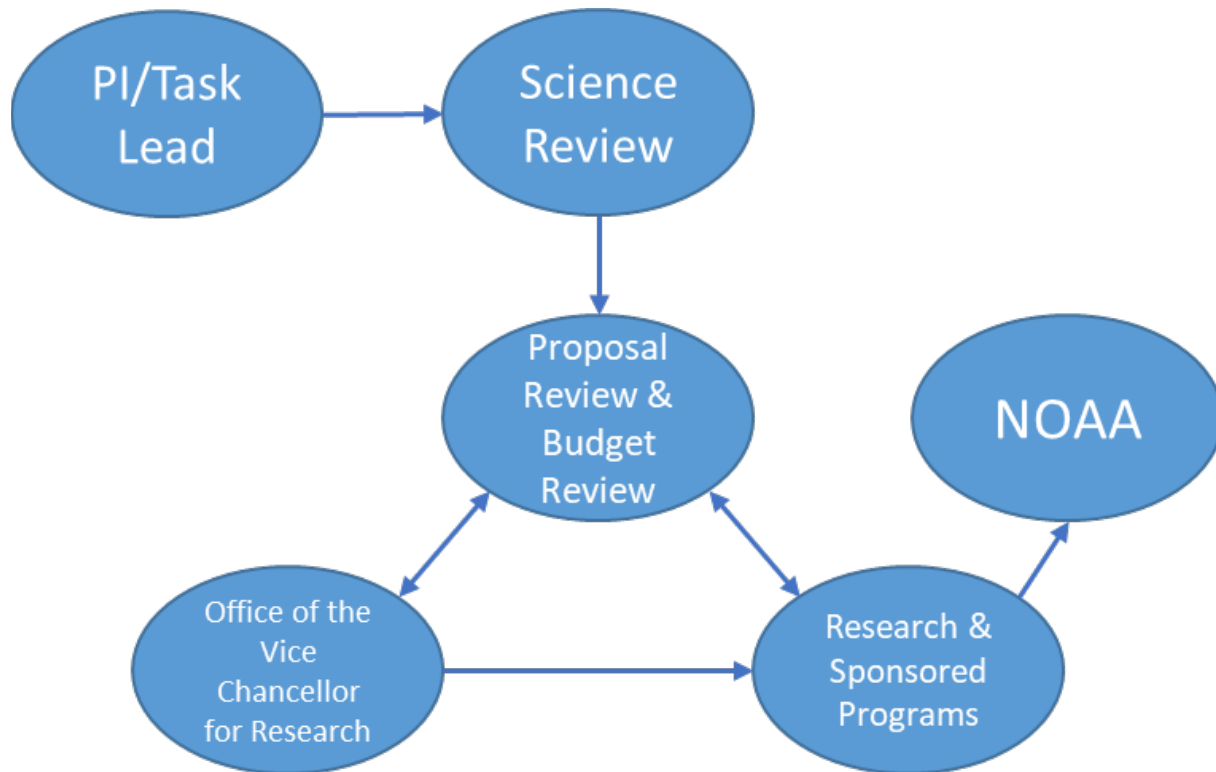 PI/Task
Lead
Science
Review
Proposal
Review &
Budget
Review
NOAA
Office of the
Vice
Chancellor
for Research
Research &
Sponsored
Programs